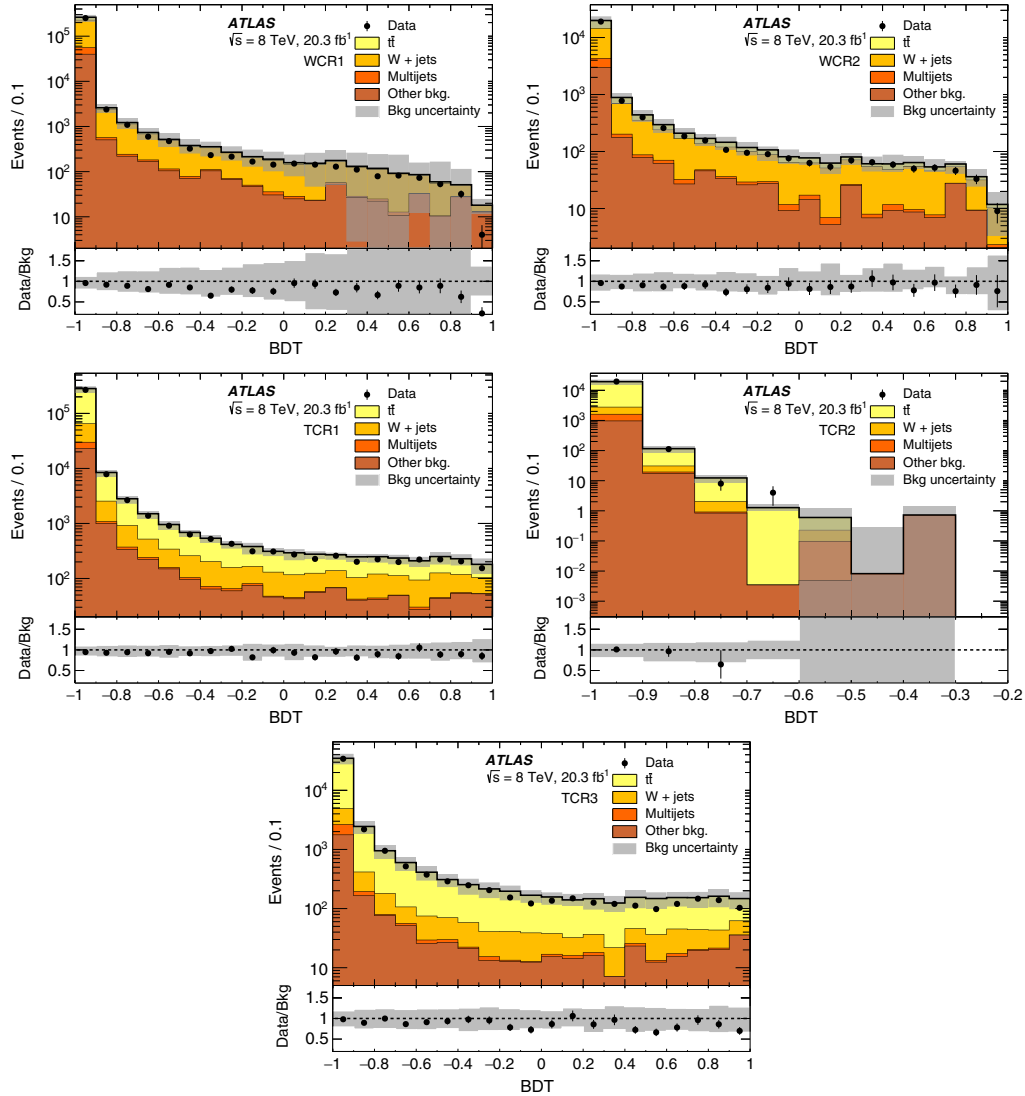 ATLAS
√s = 8 TeV, 20.3 fb⁻¹
WCR1
Data
tt̄
W + jets
Multijets
Other bkg.
Bkg uncertainty
Events / 0.1
10⁵
10⁴
10³
10²
10
Data/Bkg
1.5
1
0.5
−1 −0.8 −0.6 −0.4 −0.2 0 0.2 0.4 0.6 0.8 1
BDT
ATLAS
√s = 8 TeV, 20.3 fb⁻¹
WCR2
Data
tt̄
W + jets
Multijets
Other bkg.
Bkg uncertainty
Events / 0.1
10⁴
10³
10²
10
Data/Bkg
1.5
1
0.5
−1 −0.8 −0.6 −0.4 −0.2 0 0.2 0.4 0.6 0.8 1
BDT
ATLAS
√s = 8 TeV, 20.3 fb⁻¹
TCR1
Data
tt̄
W + jets
Multijets
Other bkg.
Bkg uncertainty
Events / 0.1
10⁵
10⁴
10³
10²
Data/Bkg
1.5
1
0.5
−1 −0.8 −0.6 −0.4 −0.2 0 0.2 0.4 0.6 0.8 1
BDT
ATLAS
√s = 8 TeV, 20.3 fb⁻¹
TCR2
Data
tt̄
W + jets
Multijets
Other bkg.
Bkg uncertainty
Events / 0.1
10⁴
10³
10²
10
1
10⁻¹
10⁻²
10⁻³
Data/Bkg
1.5
1
0.5
−1 −0.9 −0.8 −0.7 −0.6 −0.5 −0.4 −0.3 −0.2
BDT
ATLAS
√s = 8 TeV, 20.3 fb⁻¹
TCR3
Data
tt̄
W + jets
Multijets
Other bkg.
Bkg uncertainty
Events / 0.1
10⁴
10³
10²
10
Data/Bkg
1.5
1
0.5
−1 −0.8 −0.6 −0.4 −0.2 0 0.2 0.4 0.6 0.8 1
BDT